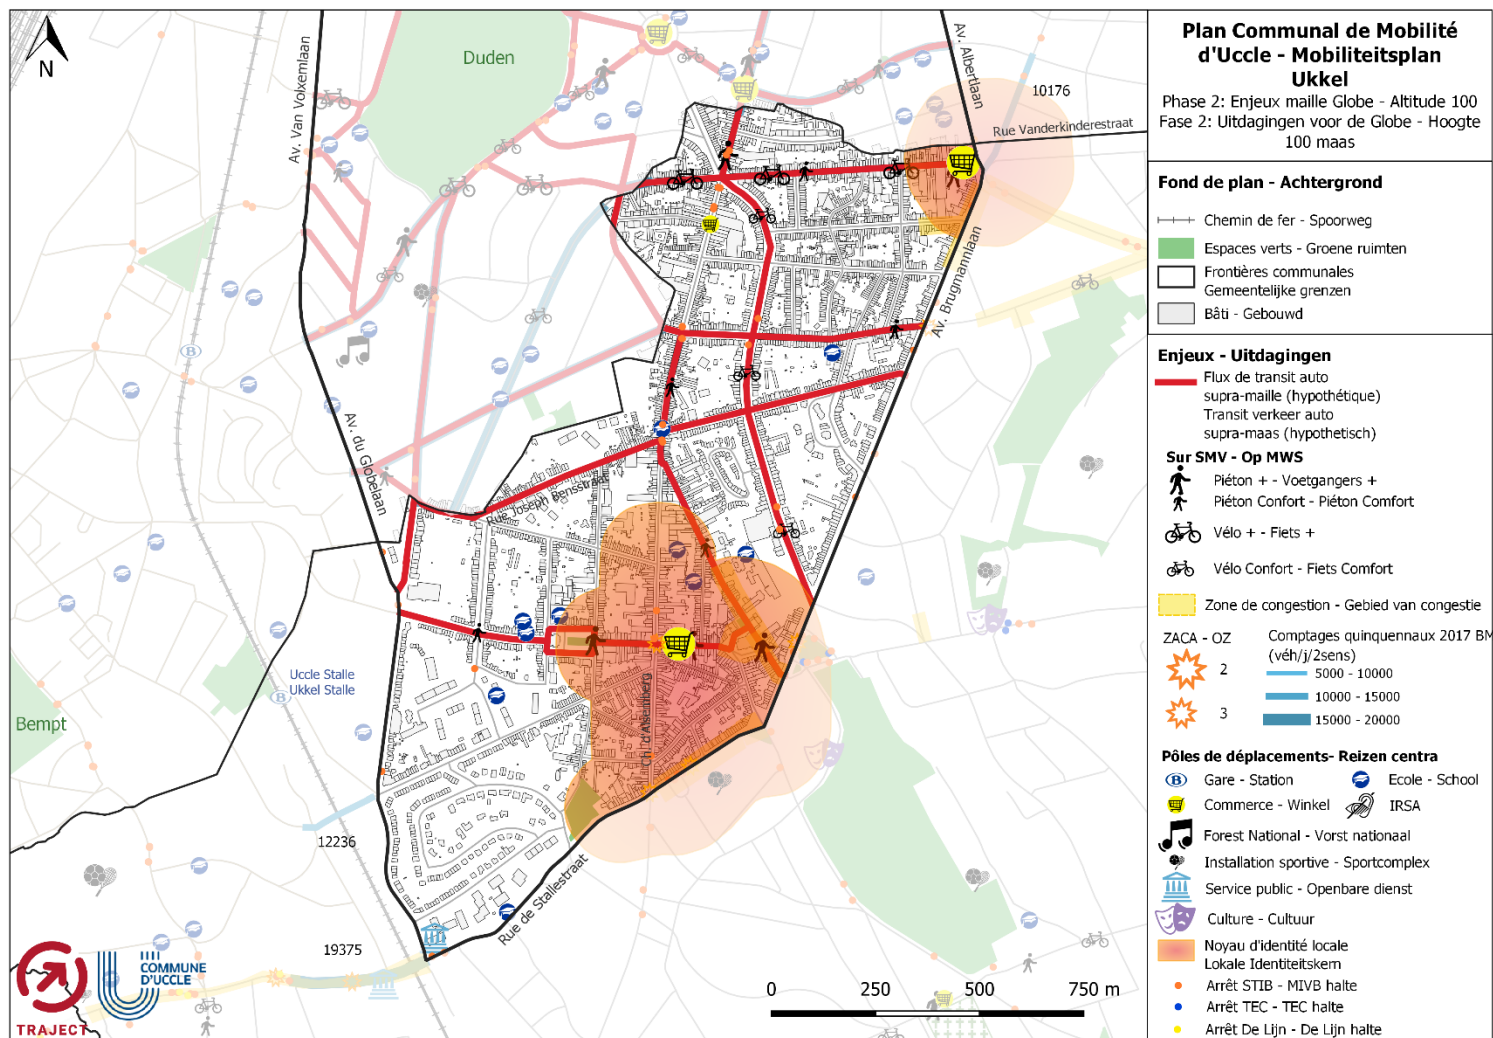 Plan Communal de Mobilité
d'Uccle - Mobiliteitsplan
Ukkel
Phase 2: Enjeux maille Globe - Altitude 100
Fase 2: Uitdagingen voor de Globe - Hoogte
100 maas
Fond de plan - Achtergrond
Chemin de fer - Spoorweg
Espaces verts - Groene ruimten
Frontières communales
Gemeentelijke grenzen
Bâti - Gebouwd
Enjeux - Uitdagingen
Flux de transit auto
supra-maille (hypothétique)
Transit verkeer auto
supra-maas (hypothetisch)
Sur SMV - Op MWS
Piéton + - Voetgangers +
Piéton Confort - Piéton Comfort
Vélo + - Fiets +
Vélo Confort - Fiets Comfort
Zone de congestion - Gebied van congestie
ZACA - OZ
2
3
Comptages quinquennaux 2017 BM
(véh/j/2sens)
5000 - 10000
10000 - 15000
15000 - 20000
Pôles de déplacements- Reizen centra
B
Gare - Station
Ecole - School
Commerce - Winkel
IRSA
Forest National - Vorst nationaal
Installation sportive - Sportcomplex
Service public - Openbare dienst
Culture - Cultuur
Noyau d'identité locale
Lokale Identiteitskern
Arrêt STIB - MIVB halte
Arrêt TEC - TEC halte
Arrêt De Lijn - De Lijn halte
N
Duden
Av. Van Volxemlaan
Av. Albertlaan
10176
Rue Vanderkinderestraat
Av. Brugmannlaan
B
Av. du Globelaan
Rue Joseph Bensstraat
Uccle Stalle
Ukkel Stalle
B
Bempt
Ch. d'Alsemberg
12236
Rue de Stallestraat
19375
TRAJECT
COMMUNE
D'UCCLE
0 250 500 750 m